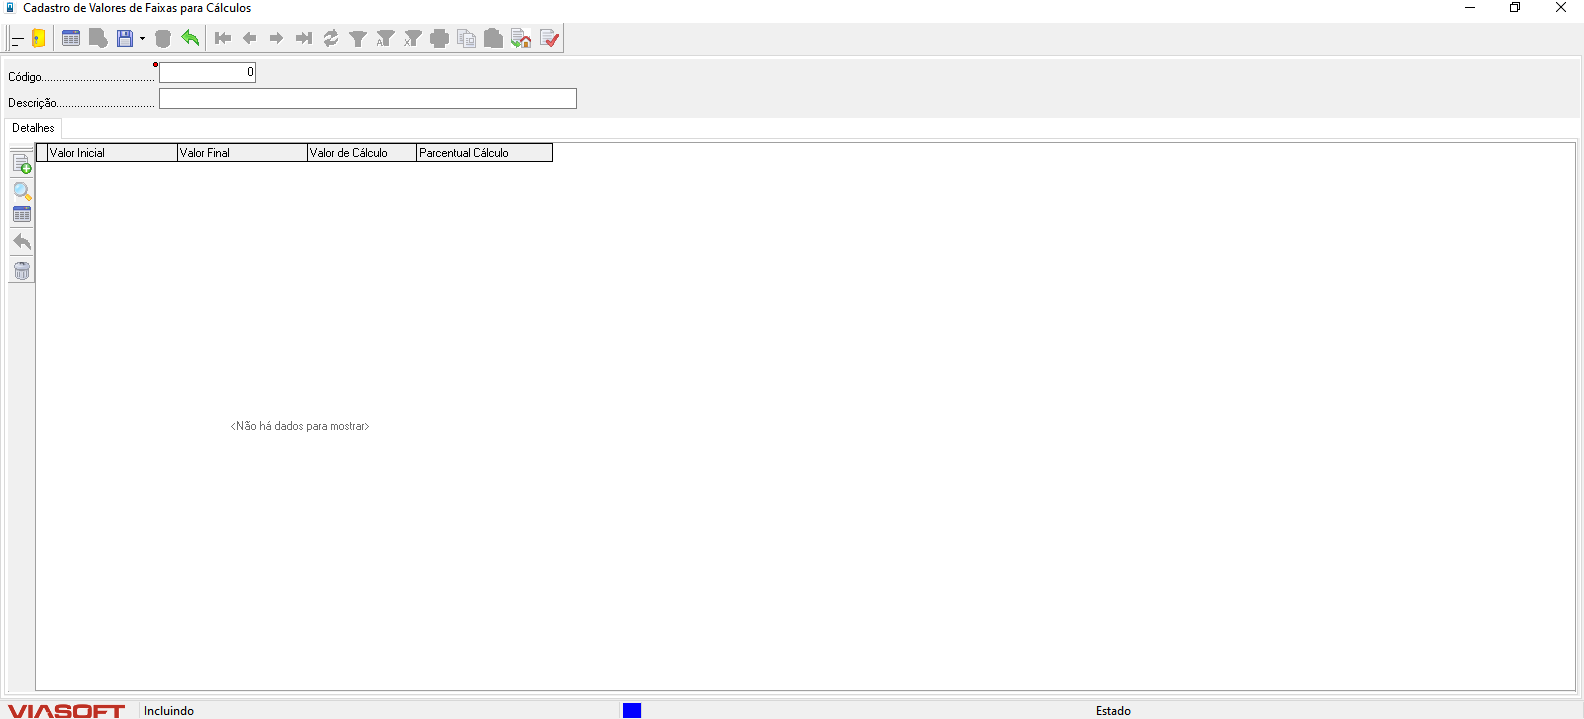 Cadastro de Valores de Faixas para Cálculos
Código...................................... 0
Descrição.................................
Detalhes
Valor Inicial Valor Final Valor de Cálculo Parcentual Cálculo
<Não há dados para mostrar>
VIASOFT Incluindo Estado